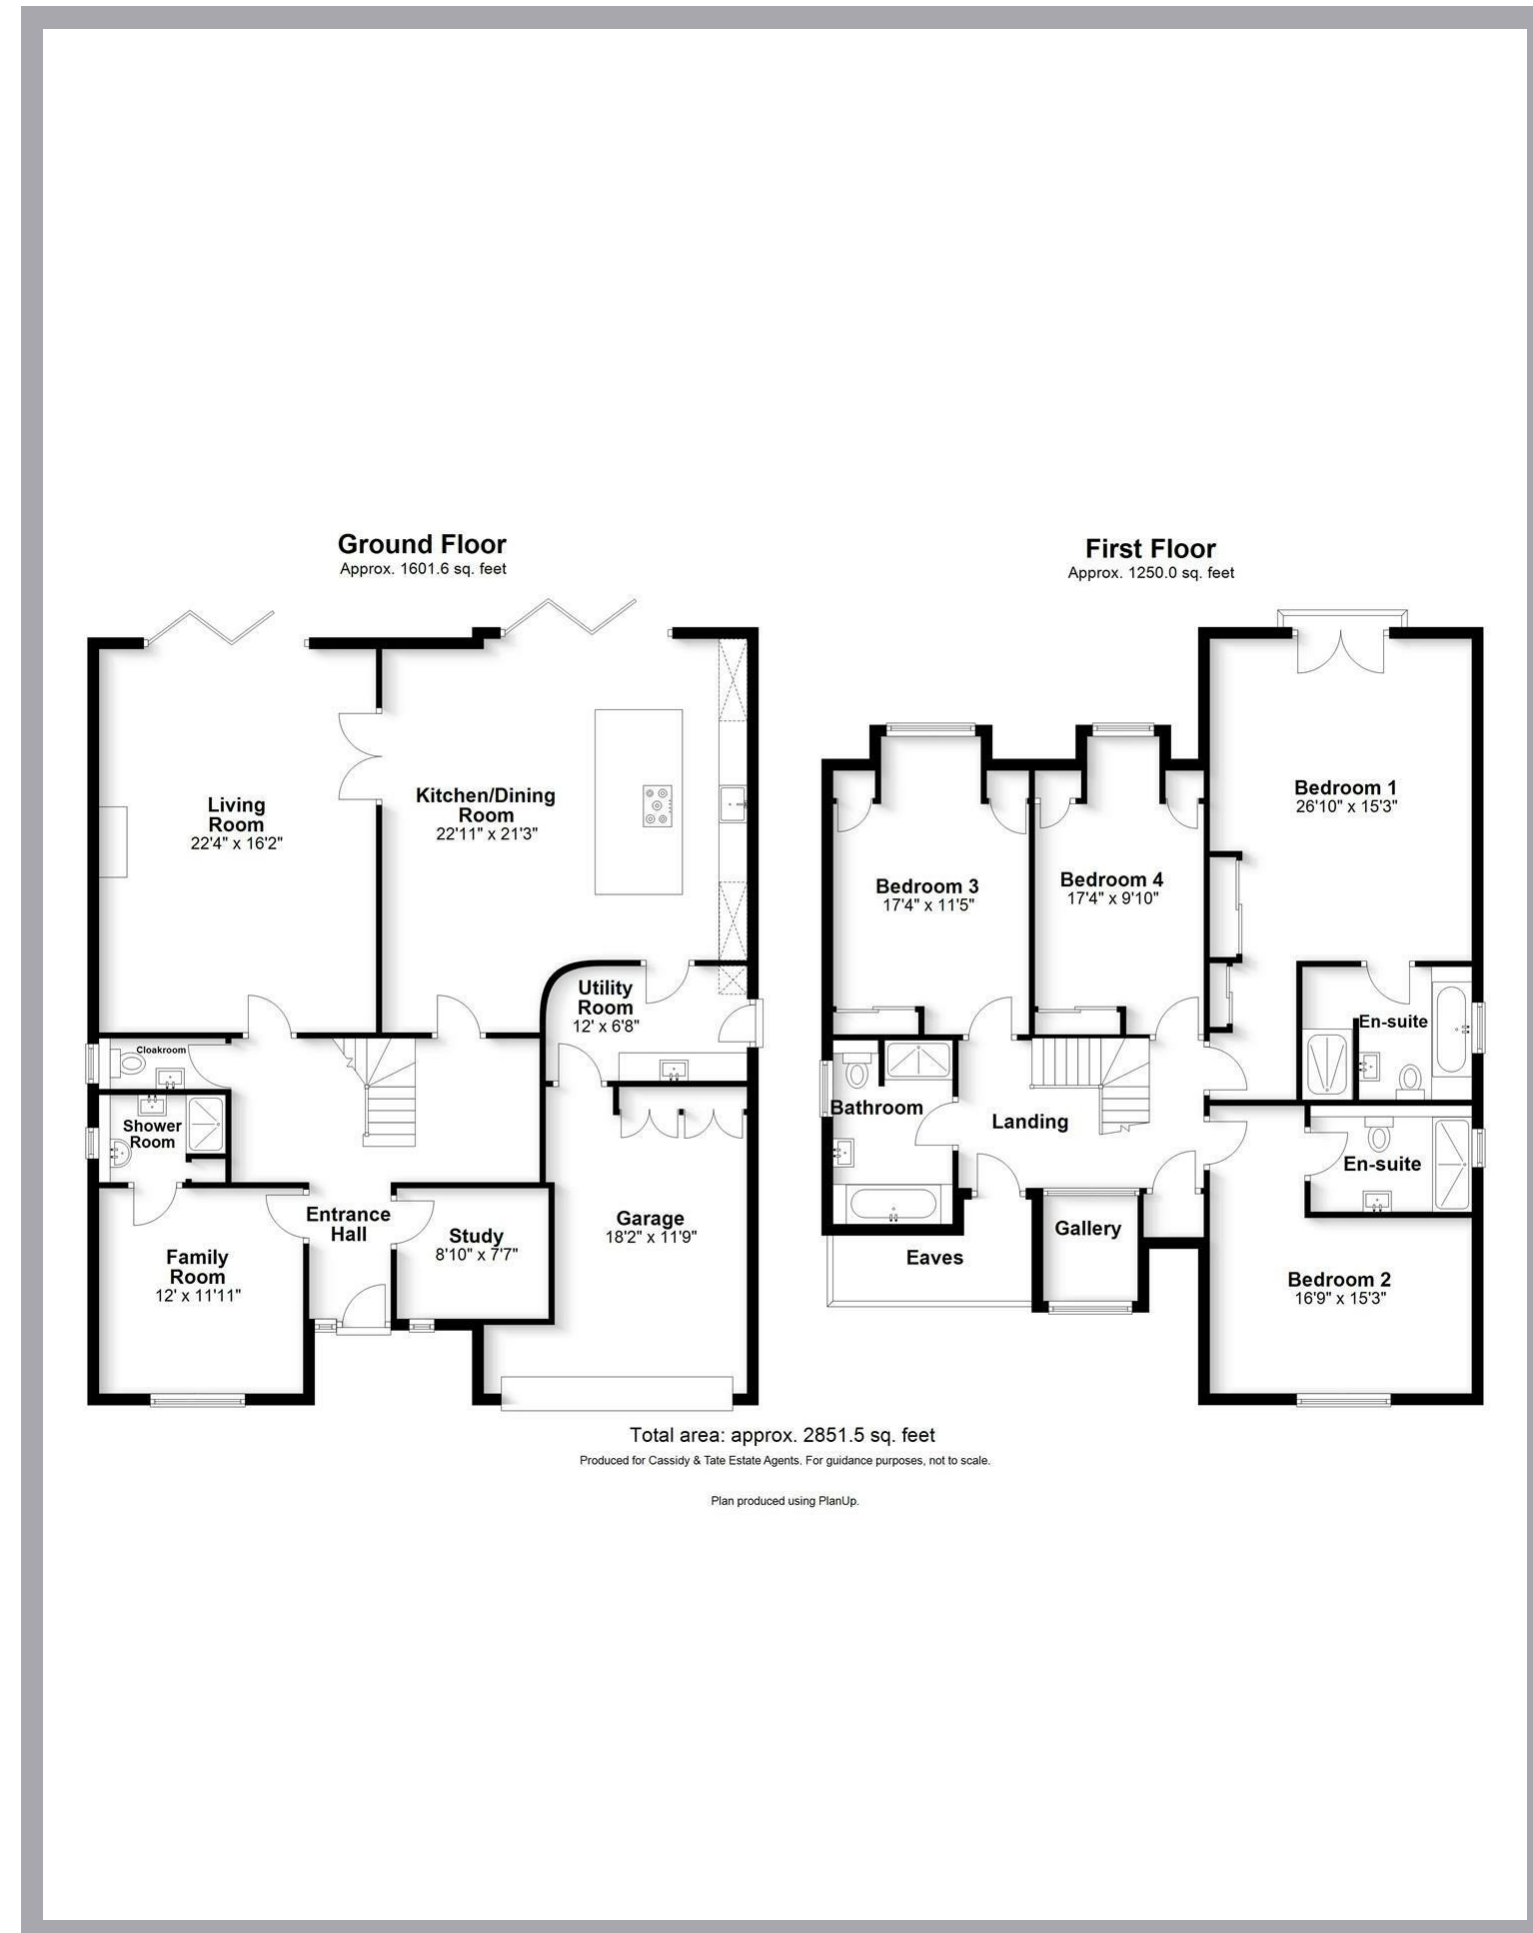 Ground Floor
Approx. 1601.6 sq. feet
Living
Room
22'4" x 16'2"
Kitchen/Dining
Room
22'11" x 21'3"
Utility
Room
12' x 6'8"
Cloakroom
Shower
Room
Entrance
Hall
Study
8'10" x 7'7"
Garage
18'2" x 11'9"
Family
Room
12' x 11'11"
First Floor
Approx. 1250.0 sq. feet
Bedroom 1
26'10" x 15'3"
Bedroom 3
17'4" x 11'5"
Bedroom 4
17'4" x 9'10"
En-suite
Bathroom
Landing
En-suite
Gallery
Eaves
Bedroom 2
16'9" x 15'3"
Total area: approx. 2851.5 sq. feet
Produced for Cassidy & Tate Estate Agents. For guidance purposes, not to scale.
Plan produced using PlanUp.